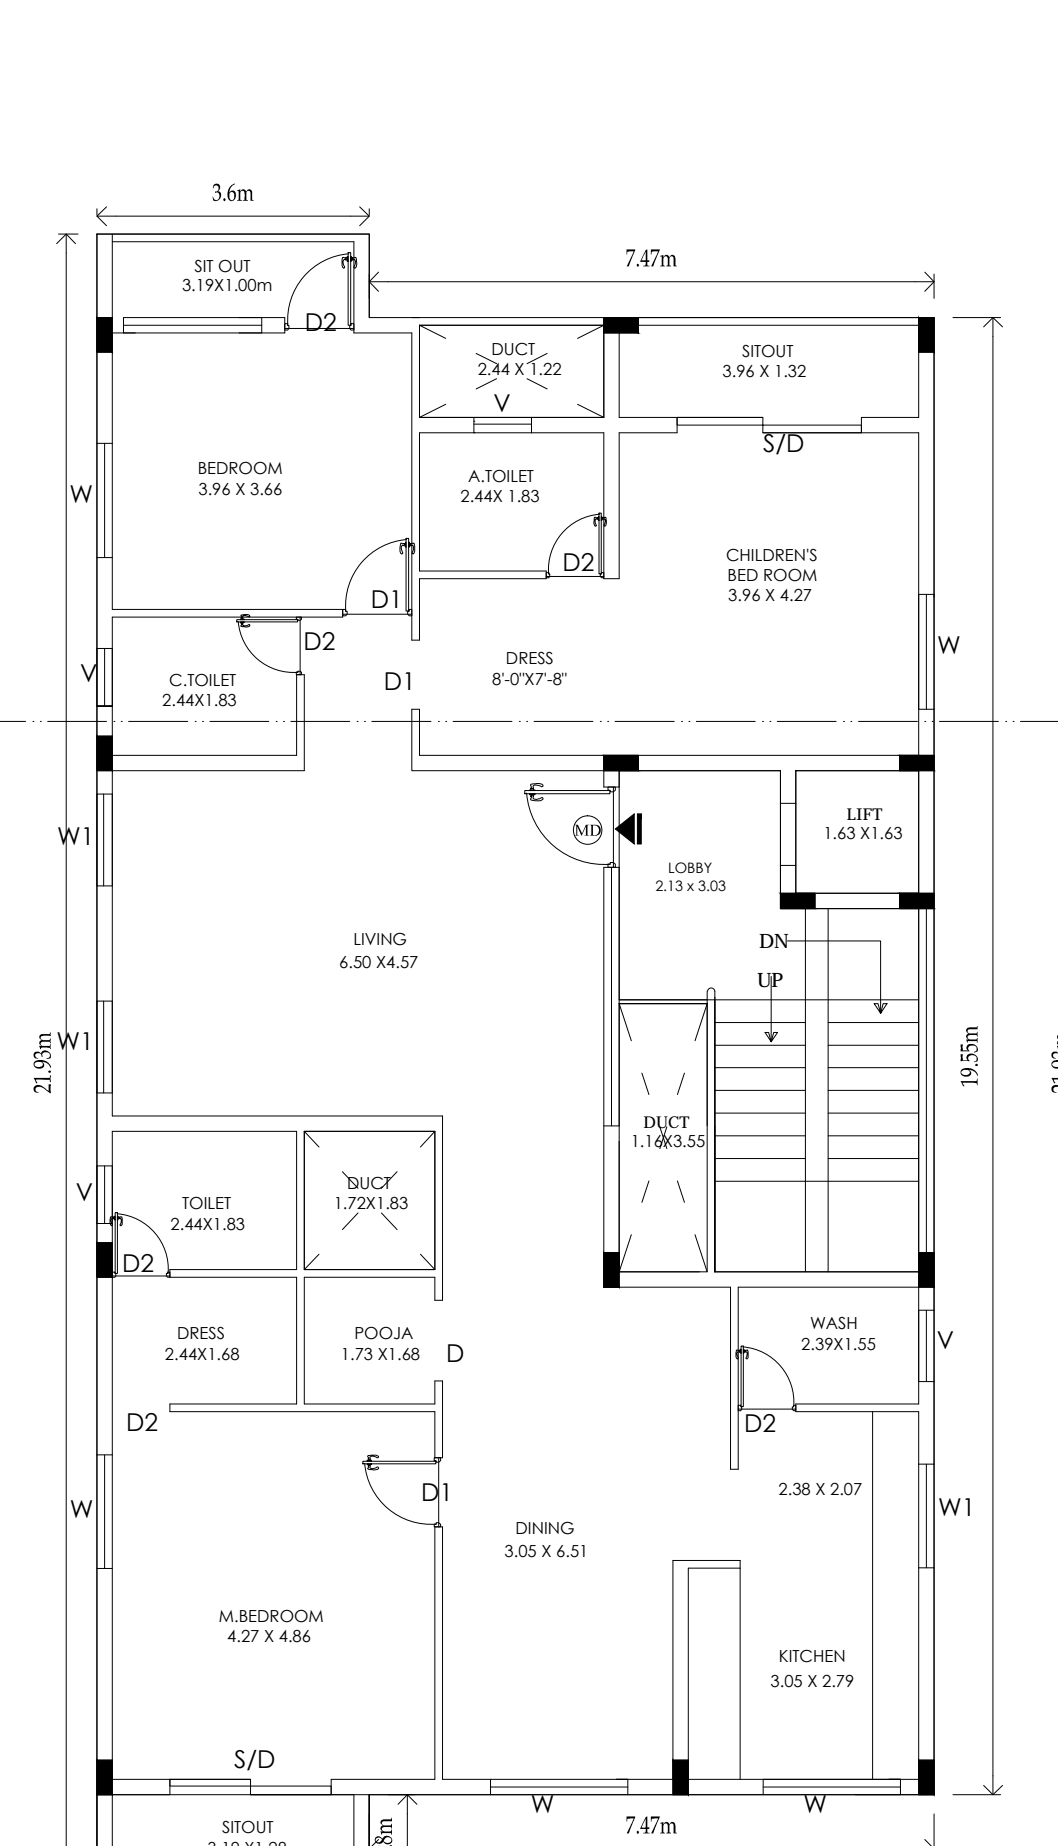 3.6m
7.47m
SIT OUT
3.19X1.00m
D2
DUCT
2.44 X 1.22
V
SITOUT
3.96 X 1.32
S/D
BEDROOM
3.96 X 3.66
W
A.TOILET
2.44X 1.83
D2
CHILDREN'S
BED ROOM
3.96 X 4.27
D1
D2
W
DRESS
8'-0"X7'-8"
V
C.TOILET
2.44X1.83
D1
MD
LIFT
1.63 X1.63
W1
LOBBY
2.13 x 3.03
LIVING
6.50 X4.57
DN
UP
W1
21.93m
19.55m
DUCT
1.16X3.55
V
TOILET
2.44X1.83
DUCT
1.72X1.83
D2
DRESS
2.44X1.68
POOJA
1.73 X1.68
D
WASH
2.39X1.55
V
D2
D2
D1
2.38 X 2.07
W
W1
DINING
3.05 X 6.51
M.BEDROOM
4.27 X 4.86
KITCHEN
3.05 X 2.79
S/D
W
W
SITOUT
7.47m